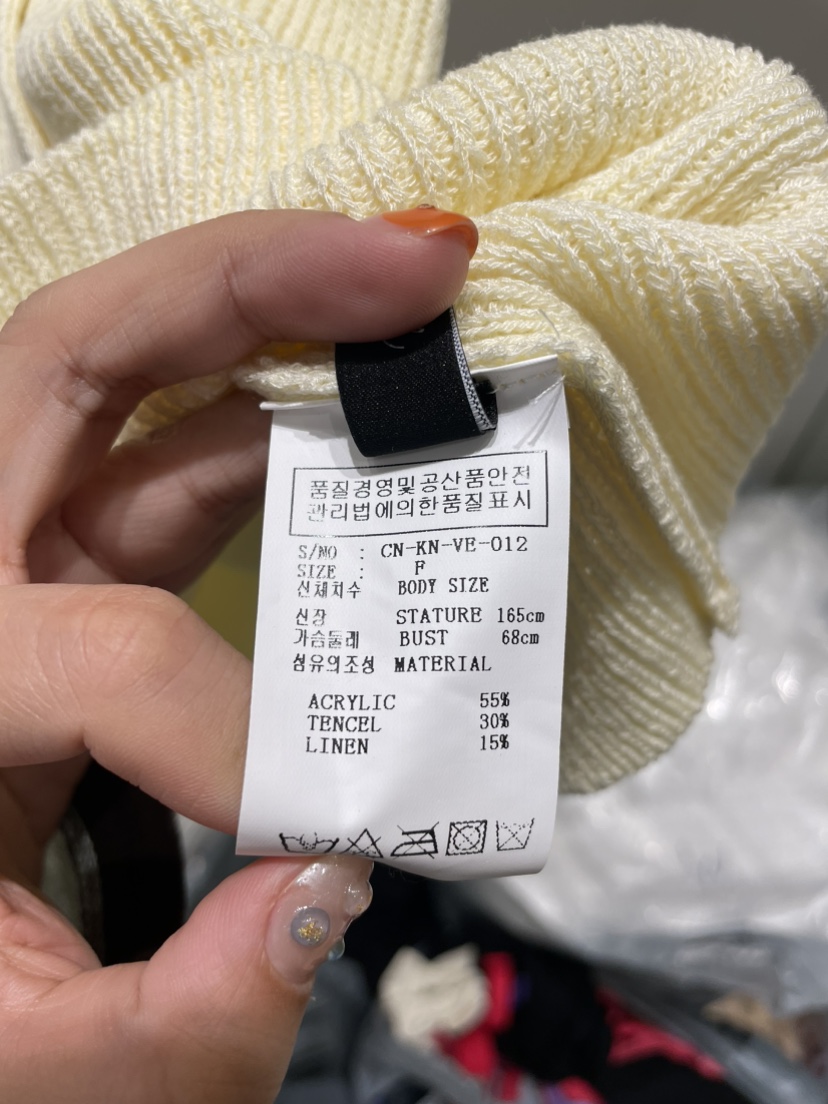 품질경영및공산품안전
관리법에의한품질표시
S/NO : CN-KN-VE-012
SIZE : F
신체치수 BODY SIZE
신장 STATURE 165cm
가슴둘레 BUST 68cm
섬유의조성 MATERIAL
ACRYLIC 55%
TENCEL 30%
LINEN 15%